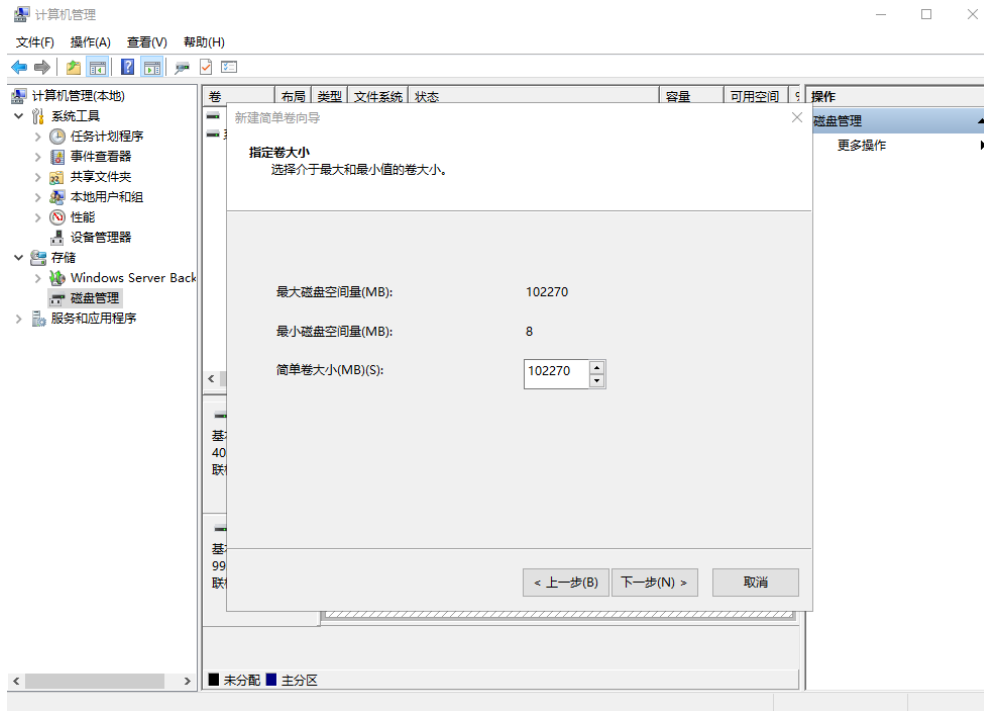 计算机管理
文件(F) 操作(A) 查看(V) 帮助(H)
计算机管理(本地)
系统工具
任务计划程序
事件查看器
共享文件夹
本地用户和组
性能
设备管理器
存储
Windows Server Back
磁盘管理
服务和应用程序
卷 布局 类型 文件系统 状态 容量 可用空间
新建简单卷向导
指定卷大小
选择介于最大和最小值的卷大小。
最大磁盘空间量(MB): 102270
最小磁盘空间量(MB): 8
简单卷大小(MB)(S): 102270
< 上一步(B) 下一步(N) > 取消
基
40
联
基
99
联
未分配 主分区
操作
磁盘管理
更多操作